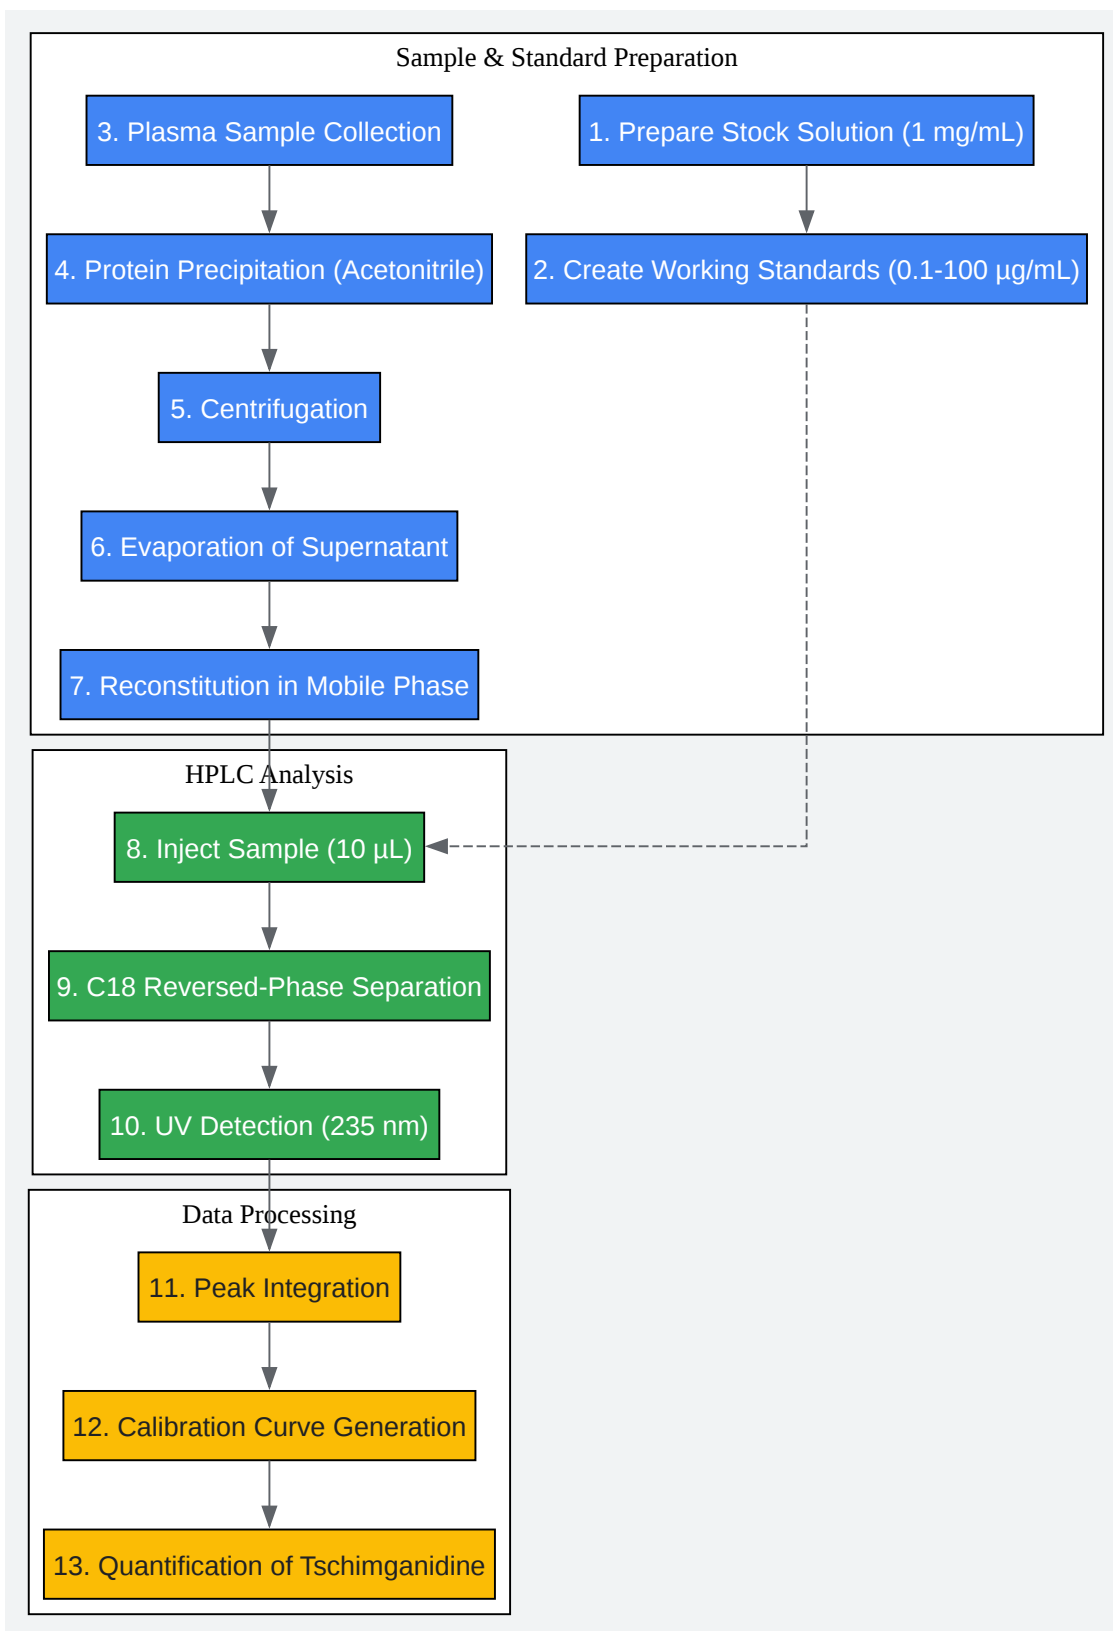 Sample & Standard Preparation
3. Plasma Sample Collection
1. Prepare Stock Solution (1 mg/mL)
4. Protein Precipitation (Acetonitrile)
2. Create Working Standards (0.1-100 µg/mL)
5. Centrifugation
6. Evaporation of Supernatant
7. Reconstitution in Mobile Phase
HPLC Analysis
8. Inject Sample (10 µL)
9. C18 Reversed-Phase Separation
10. UV Detection (235 nm)
Data Processing
11. Peak Integration
12. Calibration Curve Generation
13. Quantification of Tschimganidine